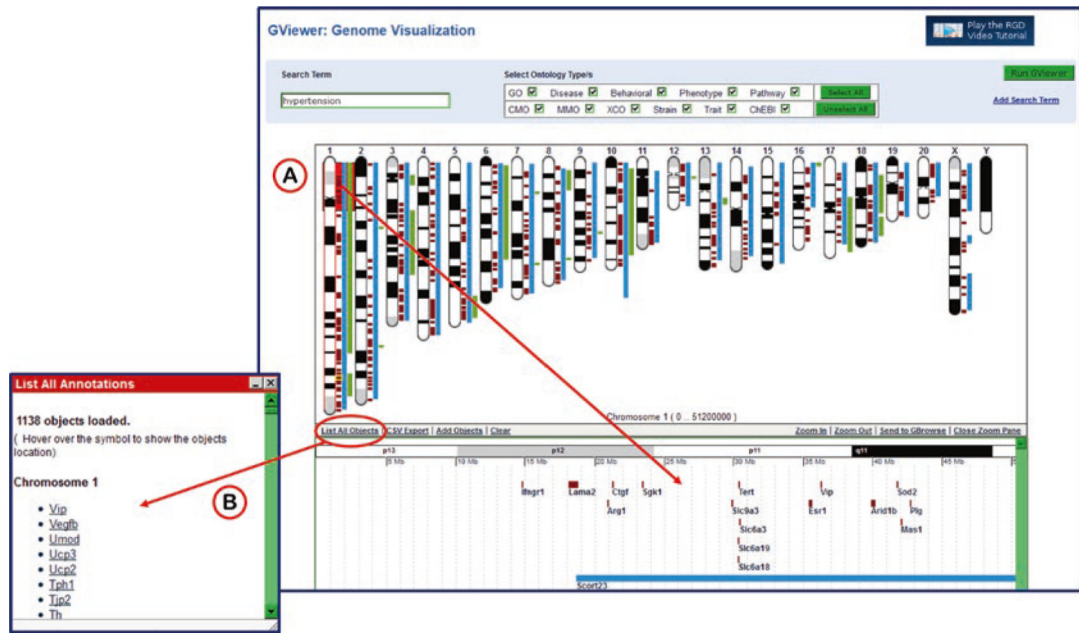 GViewer: Genome Visualization
Play the RGD
Video Tutorial
Search Term
hypertension
Select Ontology Type/s
GO Disease Behavioral Phenotype Pathway Select All
CMO MMO XCO Strain Trait ChEBI Unselect All
Run GViewer
Add Search Term
A
1 2 3 4 5 6 7 8 9 10 11 12 13 14 15 16 17 18 19 20 X Y
Chromosome 1 ( 0 ... 51200000 )
List All Objects | CSV Export | Add Objects | Clear
Zoom In | Zoom Out | Send to GBrowse | Close Zoom Pane
p13 p12 p11 q11
5 Mb 10 Mb 15 Mb 20 Mb 25 Mb 30 Mb 35 Mb 40 Mb 45 Mb
Ifngr1 Lama2 Ctgf Sgk1 Tert Vip Sod2
Arg1 Slc9a3 Esr1 Arid1b Plg
Slc6a3 Mas1
Slc6a19
Slc6a18
Scort23
List All Annotations
1138 objects loaded.
( Hover over the symbol to show the objects
location)
Chromosome 1
B
• Vip
• Vegfb
• Umod
• Ucp3
• Ucp2
• Tph1
• Tjp2
• Th